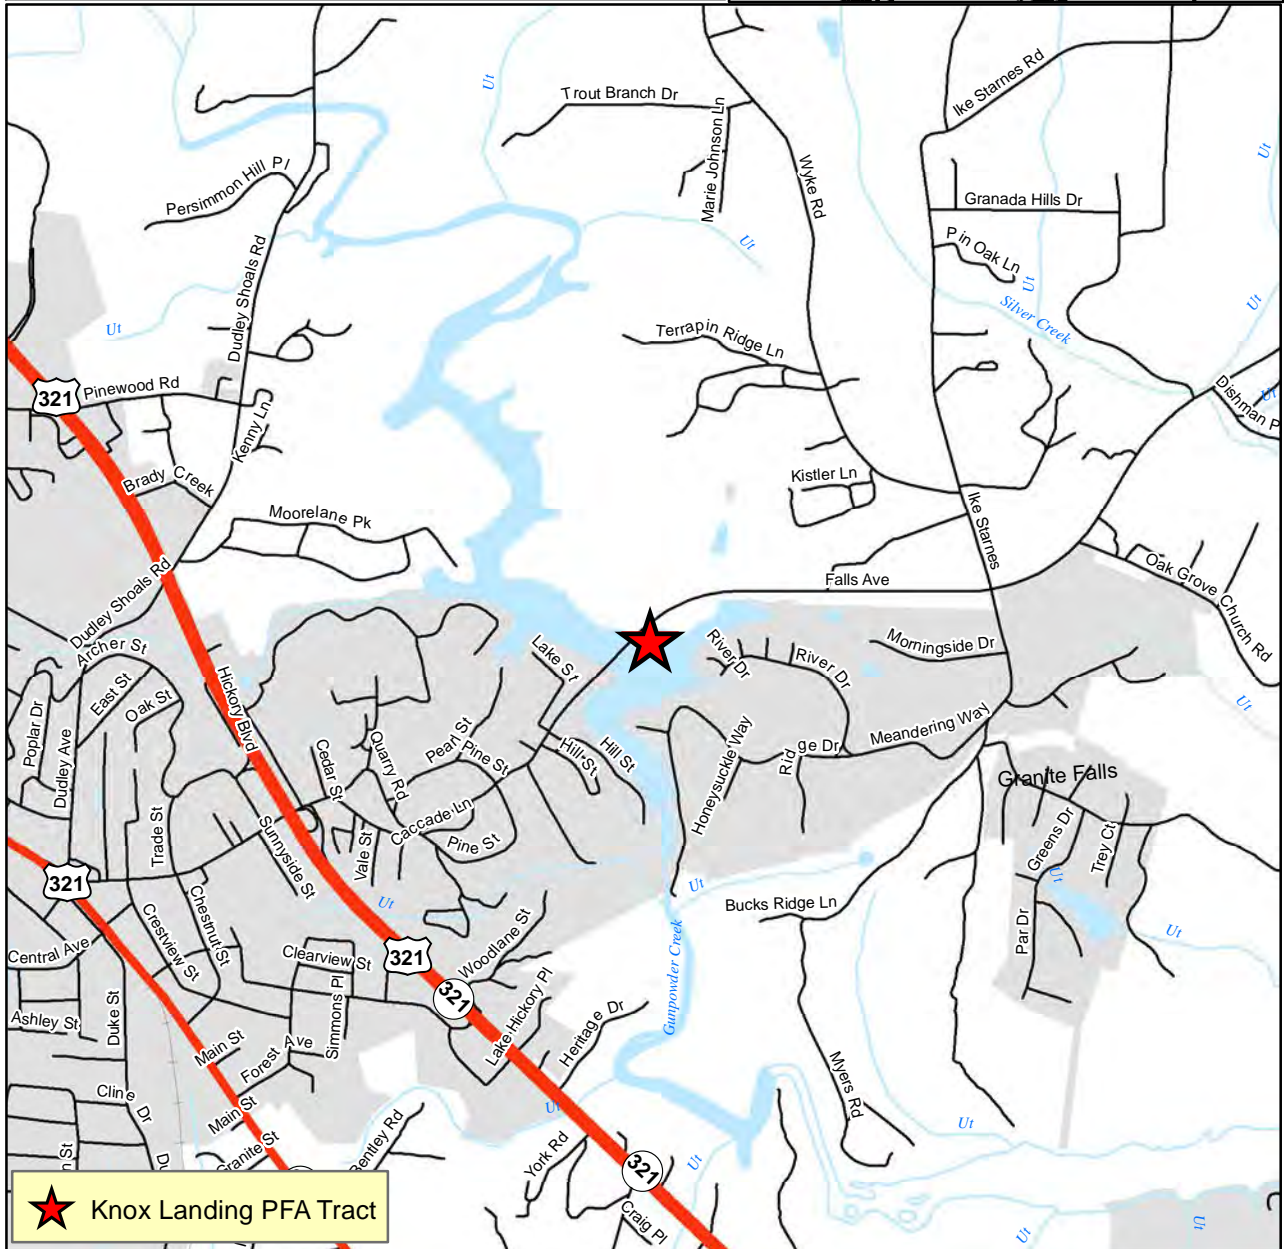 Ike Starnes Rd
Ut
Trout Branch Dr
Marie Johnson Ln
Ut
Wyke Rd
Persimmon Hill Pl
Granada Hills Dr
Pin Oak Ln
Ut
Ut
Dudley Shoals Rd
Ut
Silver Creek
Ut
Ut
Terrapin Ridge Ln
321
Pinewood Rd
Dishman P
Ut
Kenny Ln
Brady Creek
Kistler Ln
Moorelane Pk
Ike Starnes
Oak Grove Church Rd
Falls Ave
Dudley Shoals Rd
Archer St
Lake St
River Dr
River Dr
Morningside Dr
East St
Oak St
Hickory Blvd
Poplar Dr
Dudley Ave
Ut
Quarry Rd
Pearl St
Pine St
Hill St
Hill St
Honeysuckle Way
Ridge Dr
Meandering Way
Cedar St
Granite Falls
Caccade Ln
Pine St
Trade St
Sunnyside St
Vale St
Greens Dr
Trey Ct
321
Ut
Ut
Ut
Bucks Ridge Ln
Chestnut St
Crestview St
Woodlane St
Par Dr
Ut
Central Ave
Clearview St
321
Gunpowder Creek
321
Ashley St
Duke St
Simmons Pl
Lake Hickory Pl
Heritage Dr
Main St
Forest Ave
Myers Rd
Cline Dr
Main St
Ut
Bentley Rd
Ut
n St
Du
Granite St
York Rd
Ut
321
Craig Pl
Ut
Ut
Knox Landing PFA Tract